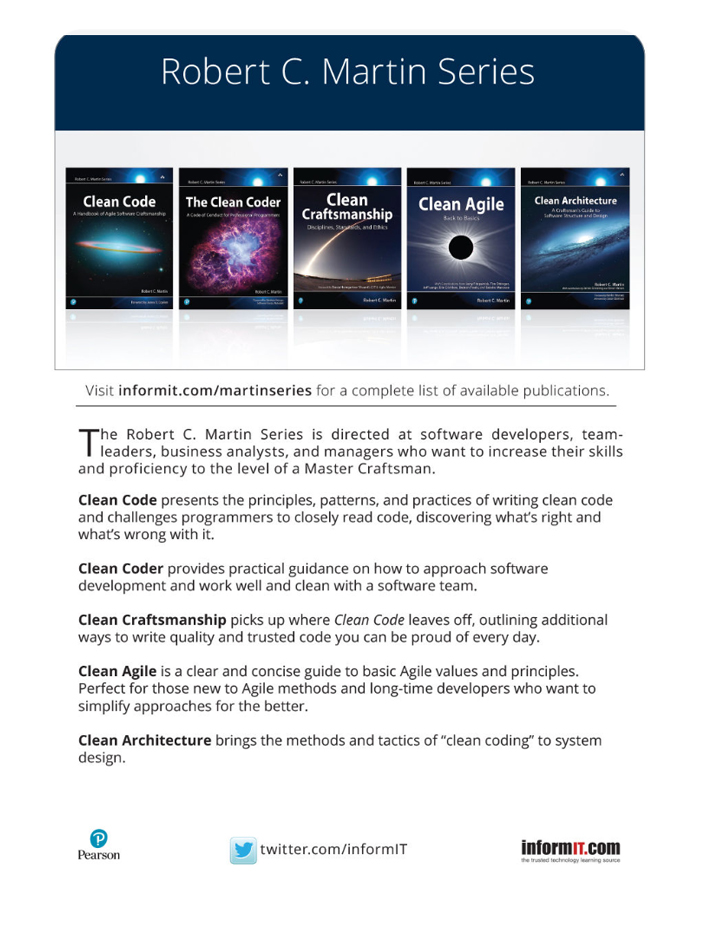 Robert C. Martin Series
Robert C. Martin Series
Clean Code
A Handbook of Agile Software Craftsmanship
Robert C. Martin
Robert C. Martin Series
The Clean Coder
A Code of Conduct for Professional Programmers
Robert C. Martin
Robert C. Martin Series
Clean
Craftsmanship
Disciplines, Standards, and Ethics
Robert C. Martin
Robert C. Martin Series
Clean Agile
Back to Basics
Robert C. Martin
Robert C. Martin Series
Clean Architecture
A Craftsman's Guide to
Software Structure and Design
Robert C. Martin
Visit informit.com/martinseries for a complete list of available publications.
The Robert C. Martin Series is directed at software developers, team-
leaders, business analysts, and managers who want to increase their skills
and proficiency to the level of a Master Craftsman.
Clean Code presents the principles, patterns, and practices of writing clean code
and challenges programmers to closely read code, discovering what's right and
what's wrong with it.
Clean Coder provides practical guidance on how to approach software
development and work well and clean with a software team.
Clean Craftsmanship picks up where Clean Code leaves off, outlining additional
ways to write quality and trusted code you can be proud of every day.
Clean Agile is a clear and concise guide to basic Agile values and principles.
Perfect for those new to Agile methods and long-time developers who want to
simplify approaches for the better.
Clean Architecture brings the methods and tactics of “clean coding” to system
design.
Pearson
twitter.com/informIT
informIT.com
the trusted technology learning source